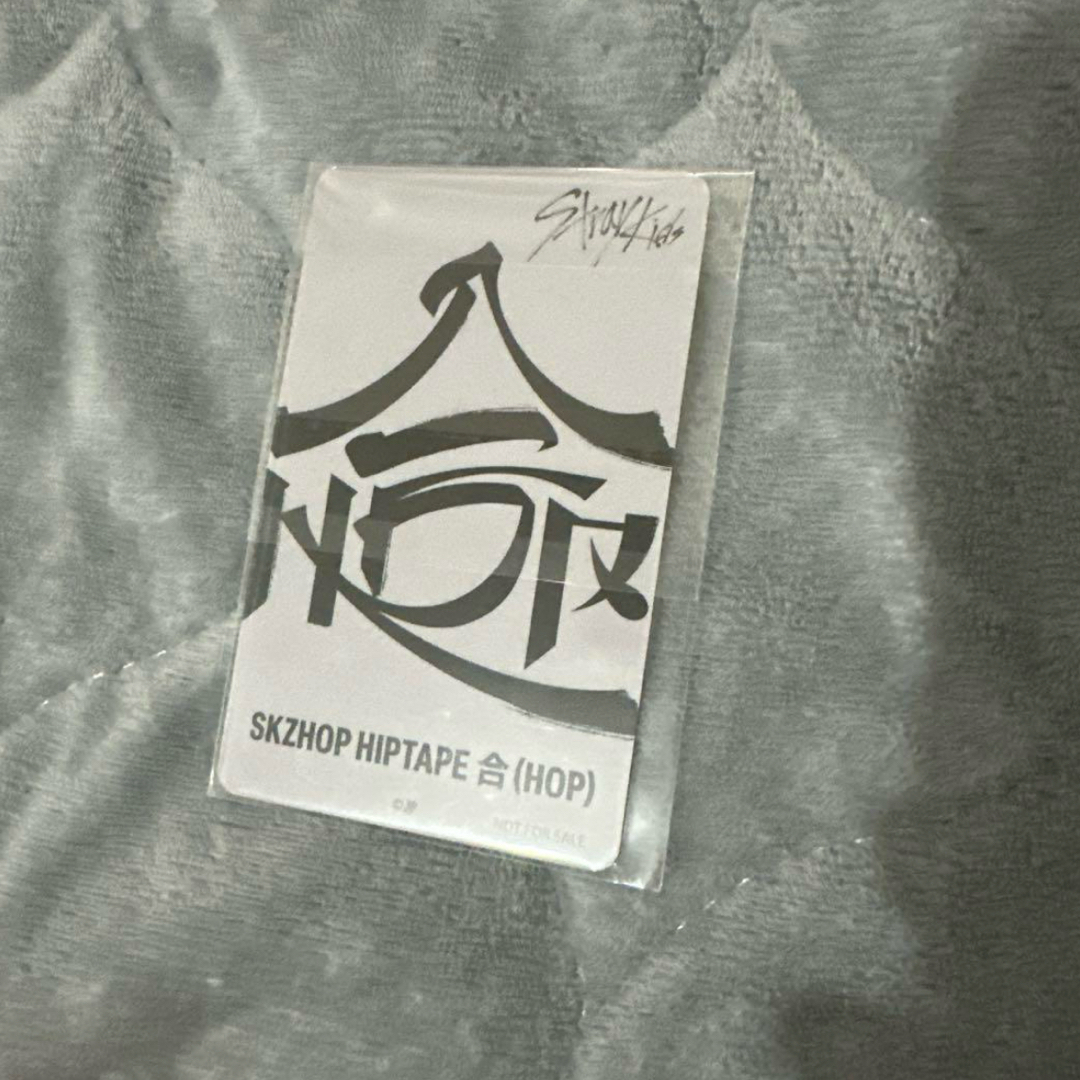 Stray Kids
合
HOP
SKZHOP HIPTAPE 合 (HOP)
NOT FOR SALE